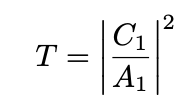 T = |C₁/A₁|²